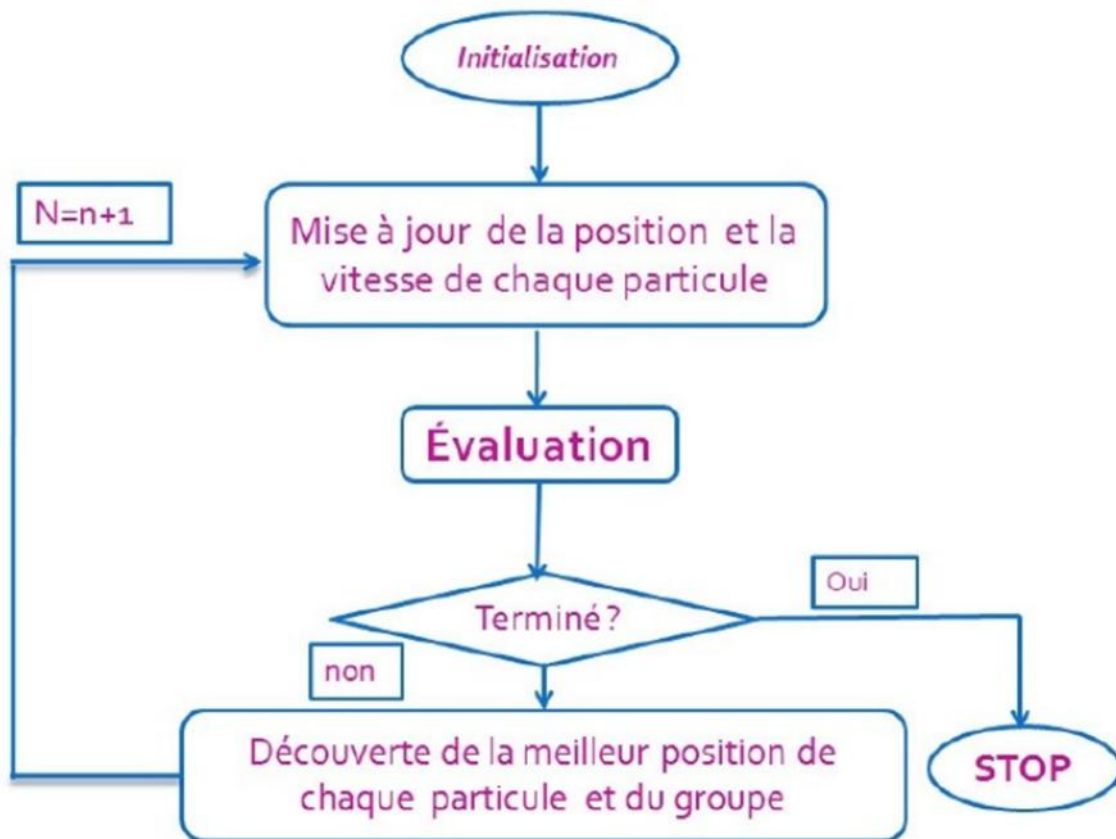 Initialisation
N=n+1
Mise à jour de la position et la
vitesse de chaque particule
Évaluation
Terminé ?
Oui
non
Découverte de la meilleur position de
chaque particule et du groupe
STOP